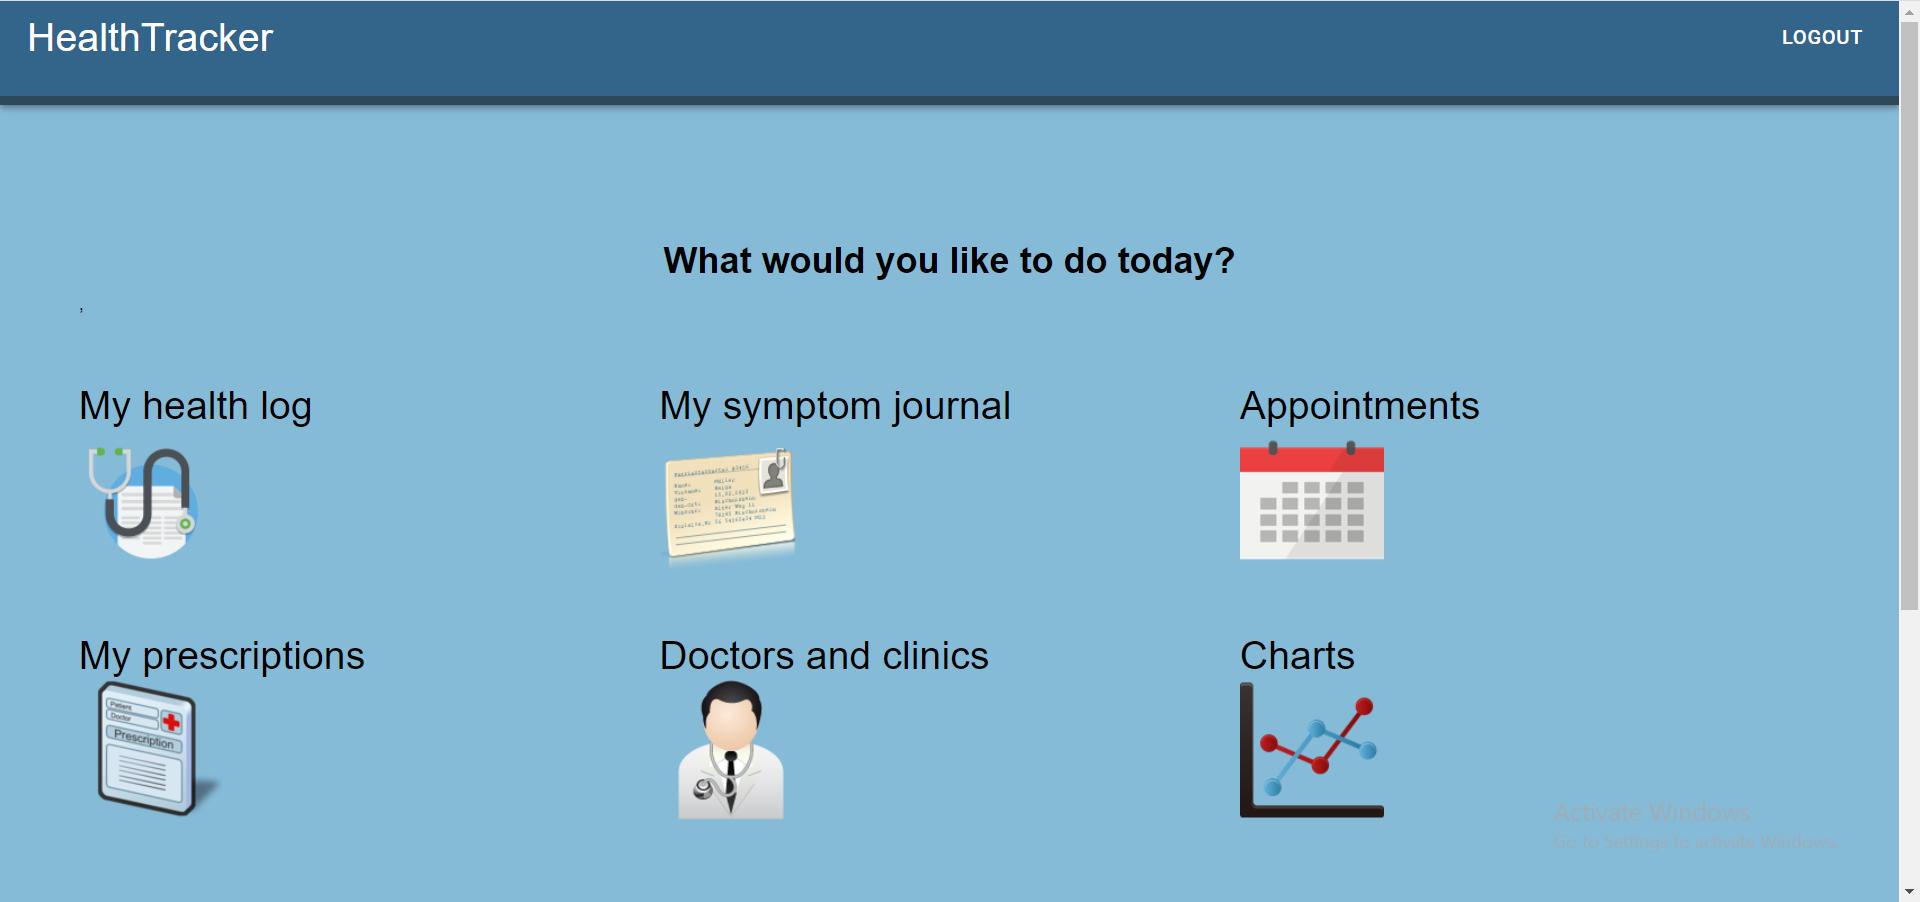 HealthTracker
LOGOUT
What would you like to do today?
,
My health log
My symptom journal
Appointments
My prescriptions
Patient
Doctor
Prescription
Doctors and clinics
Charts
Activate Windows
Go to Settings to activate Windows.